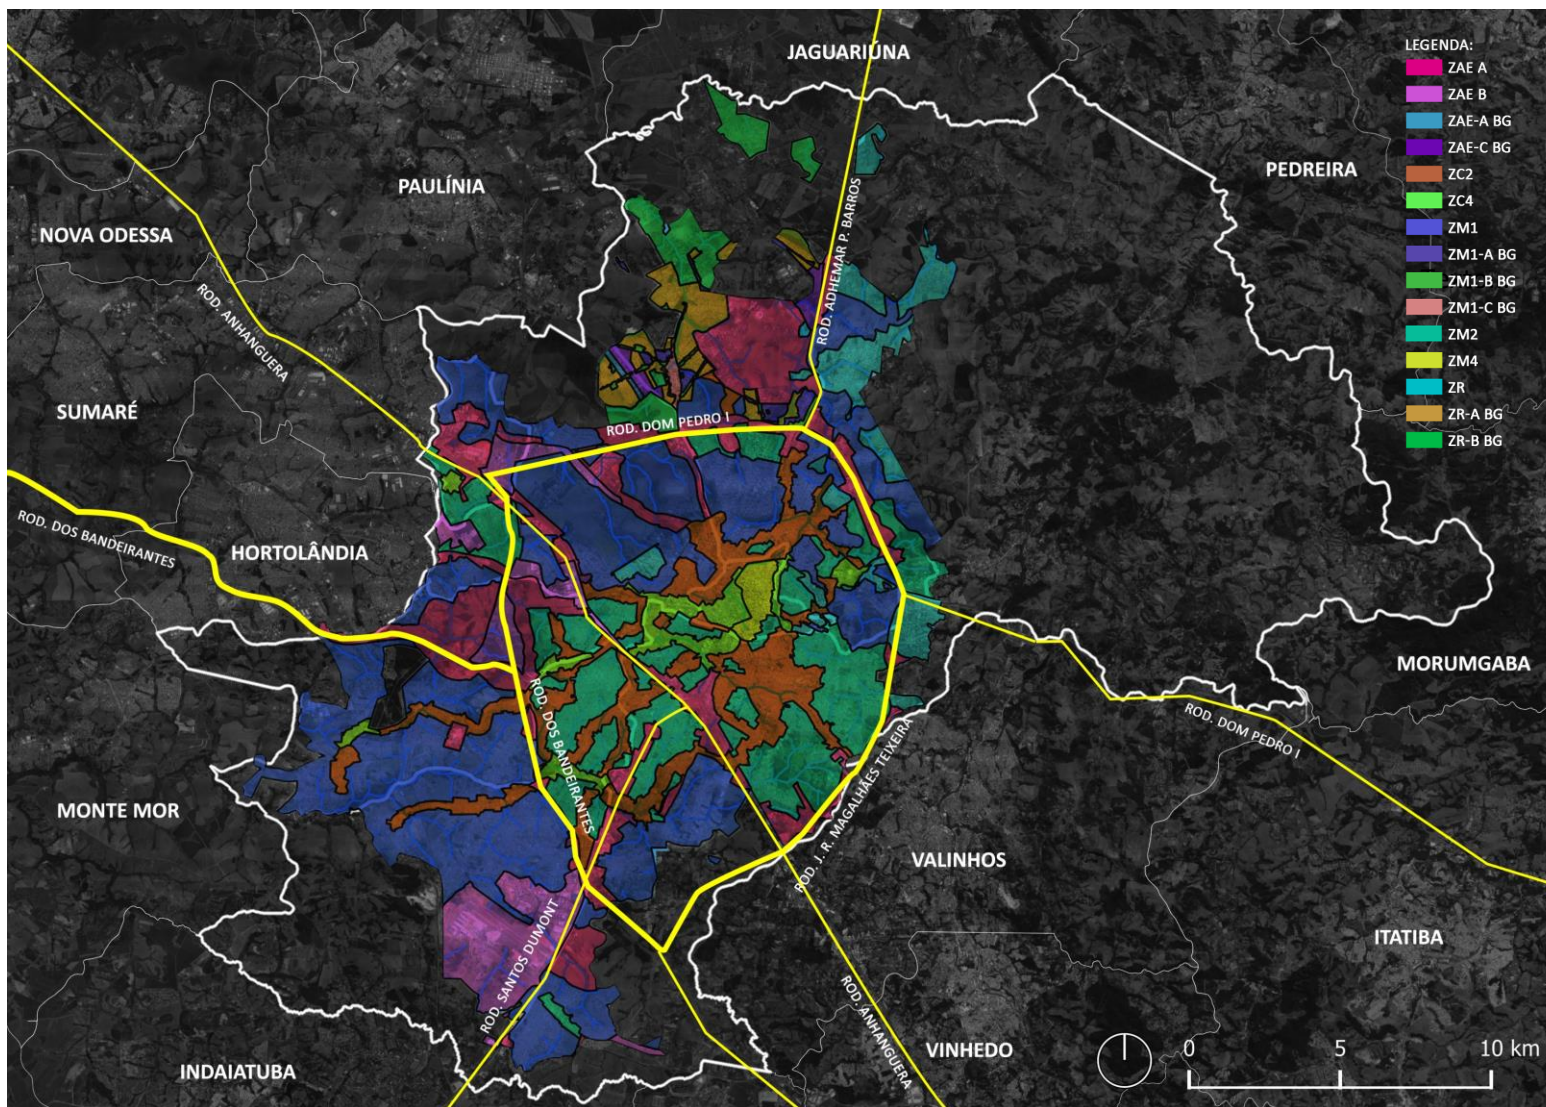 JAGUARIÚNA
LEGENDA:
ZAE A
ZAE B
ZAE-A BG
ZAE-C BG
ZC2
ZC4
ZM1
ZM1-A BG
ZM1-B BG
ZM1-C BG
ZM2
ZM4
ZR
ZR-A BG
ZR-B BG
PEDREIRA
PAULÍNIA
NOVA ODESSA
ROD. ADHEMAR P. BARROS
ROD. ANHANGUERA
SUMARÉ
ROD. DOM PEDRO I
ROD. DOS BANDEIRANTES
HORTOLÂNDIA
MORUMGABA
ROD. DOS BANDEIRANTES
ROD. DOM PEDRO I
ROD. J. R. MAGALHÃES TEIXEIRA
MONTE MOR
VALINHOS
ROD. SANTOS DUMONT
ITATIBA
ROD. ANHANGUERA
VINHEDO
INDAIATUBA
0 5 10 km